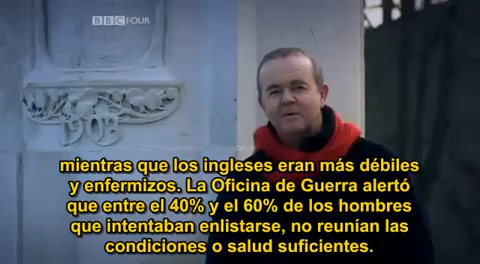 BBC FOUR
1903
mientras que los ingleses eran más débiles
y enfermizos. La Oficina de Guerra alertó
que entre el 40% y el 60% de los hombres
que intentaban enlistarse, no reunían las
condiciones o salud suficientes.